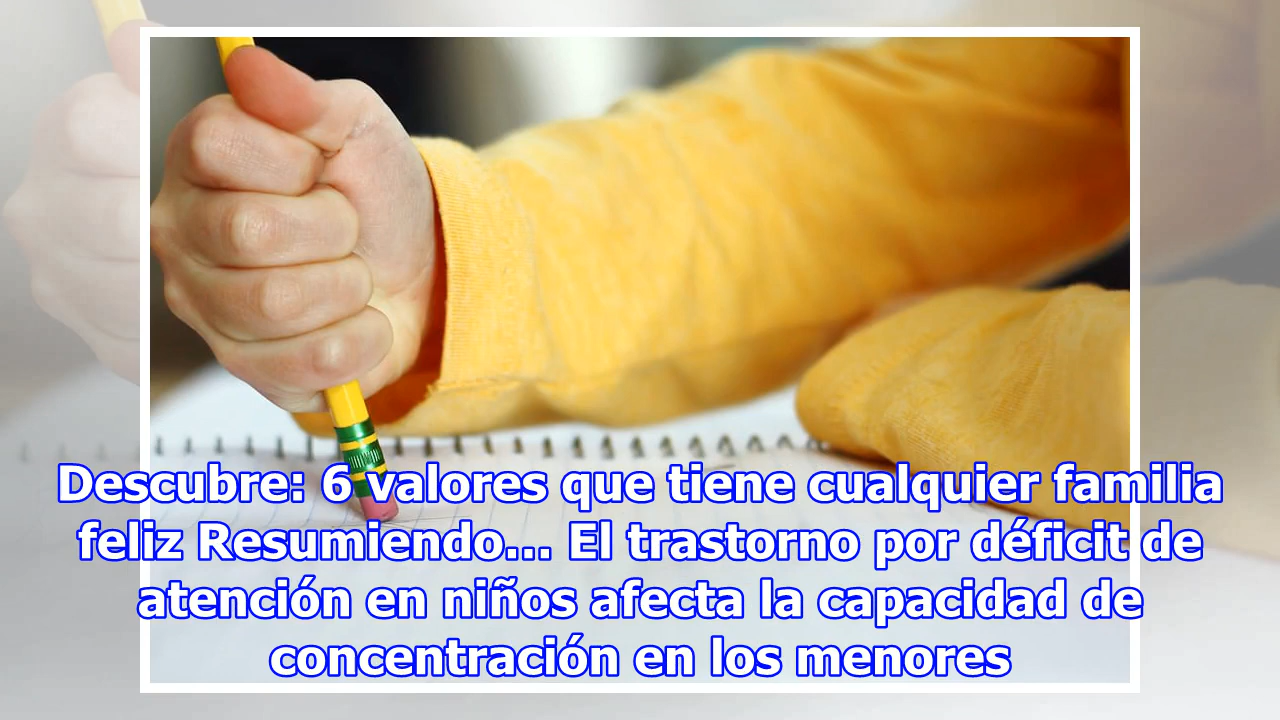 Descubre: 6 valores que tiene cualquier familia
feliz Resumiendo... El trastorno por déficit de
atención en niños afecta la capacidad de
concentración en los menores